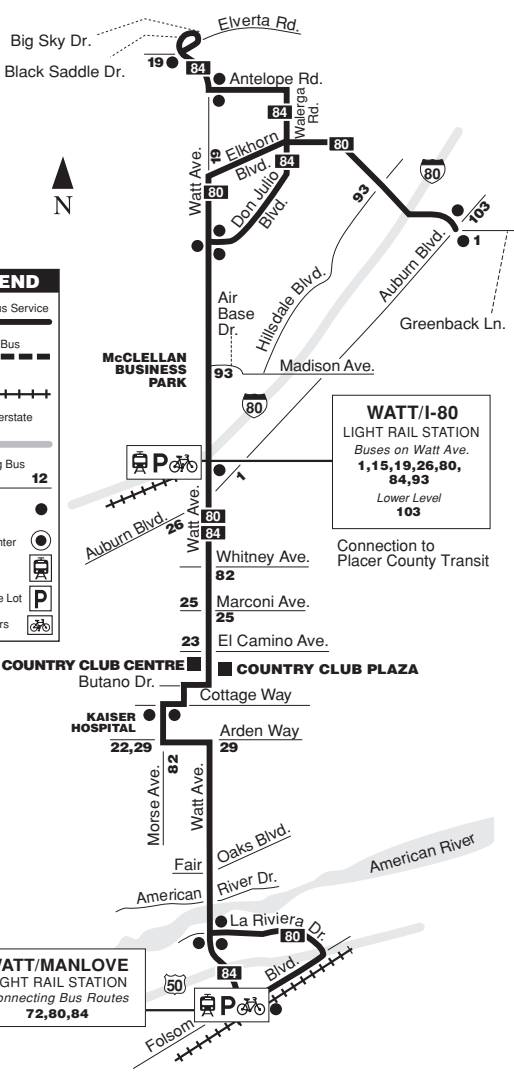 Elverta Rd.
Big Sky Dr.
Black Saddle Dr.
19
84
Antelope Rd.
84
Walerga
Rd.
19
Elkhorn
Blvd.
80
84
80
Watt Ave.
80
Don Julio
Blvd.
93
103
1
N
Auburn Blvd.
Greenback Ln.
END
Service
Bus
Bus
12
Lot
P
Air
Base
Dr.
Hillsdale Blvd.
McCLELLAN
BUSINESS
PARK
93
Madison Ave.
80
WATT/I-80
LIGHT RAIL STATION
Buses on Watt Ave.
1,15,19,26,80,
84,93
Lower Level
103
P
1
Auburn Blvd.
26
Watt Ave.
80
84
Connection to
Placer County Transit
Whitney Ave.
82
25
Marconi Ave.
25
23
El Camino Ave.
COUNTRY CLUB CENTRE
COUNTRY CLUB PLAZA
Butano Dr.
Cottage Way
KAISER
HOSPITAL
22,29
Arden Way
29
Morse Ave.
82
Watt Ave.
Fair
Oaks Blvd.
American
River Dr.
American River
La Riviera Dr.
80
84
WATT/MANLOVE
LIGHT RAIL STATION
Connecting Bus Routes
72,80,84
50
P
Folsom
Blvd.